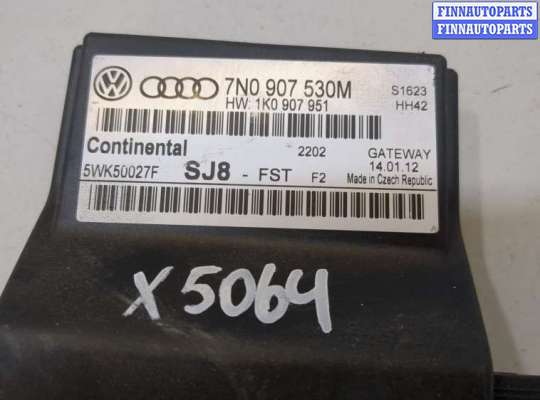 FINNAUTOPARTS
FINNAUTOPARTS.RU
7N0 907 530M
S1623
HW: 1K0 907 951
HH42
Continental
2202
GATEWAY
14.01.12
5WK50027F SJ8 - FST F2 Made in Czech Republic
X5064